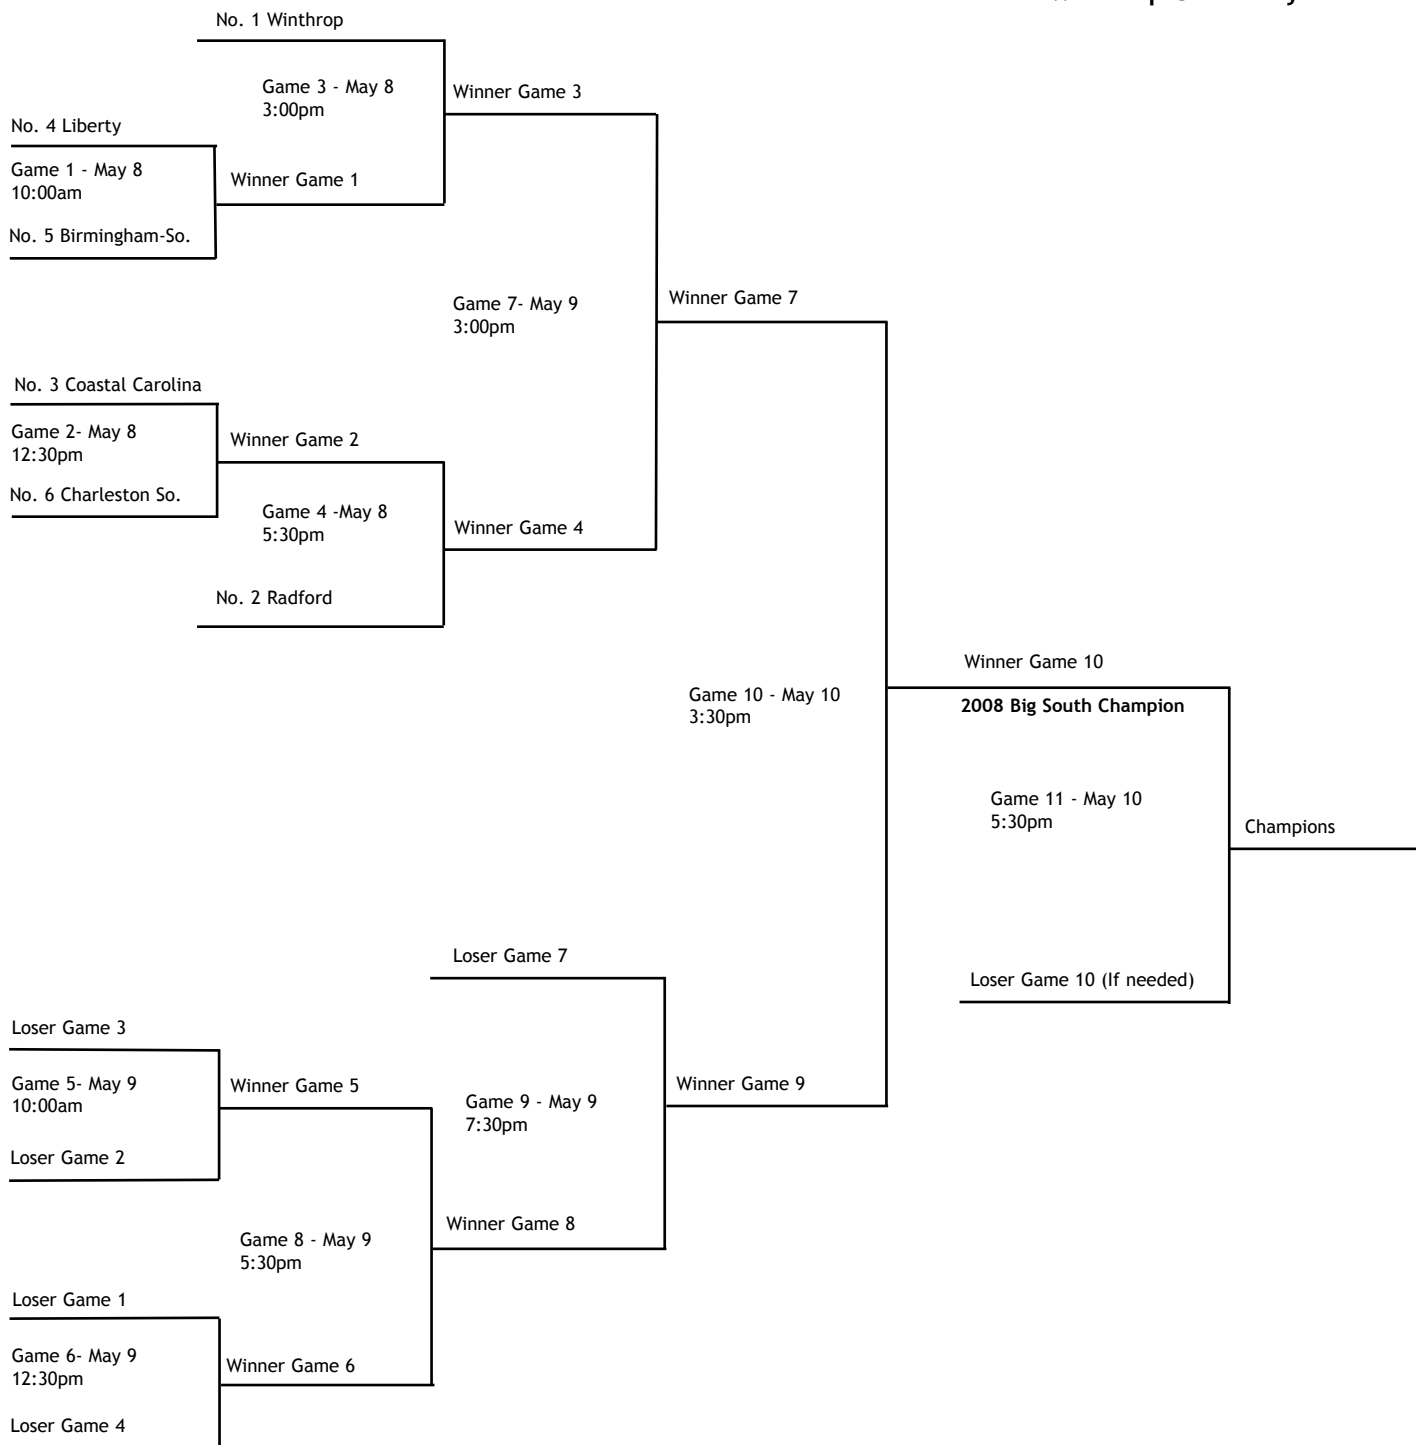 No. 1 Winthrop
Game 3 - May 8
3:00pm
Winner Game 3
No. 4 Liberty
Game 1 - May 8
10:00am
Winner Game 1
No. 5 Birmingham-So.
Game 7- May 9
3:00pm
Winner Game 7
No. 3 Coastal Carolina
Game 2- May 8
12:30pm
Winner Game 2
No. 6 Charleston So.
Game 4 -May 8
5:30pm
Winner Game 4
No. 2 Radford
Winner Game 10
Game 10 - May 10
3:30pm
2008 Big South Champion
Game 11 - May 10
5:30pm
Champions
Loser Game 7
Loser Game 10 (If needed)
Loser Game 3
Game 5- May 9
10:00am
Winner Game 5
Game 9 - May 9
7:30pm
Winner Game 9
Loser Game 2
Game 8 - May 9
5:30pm
Winner Game 8
Loser Game 1
Game 6- May 9
12:30pm
Winner Game 6
Loser Game 4